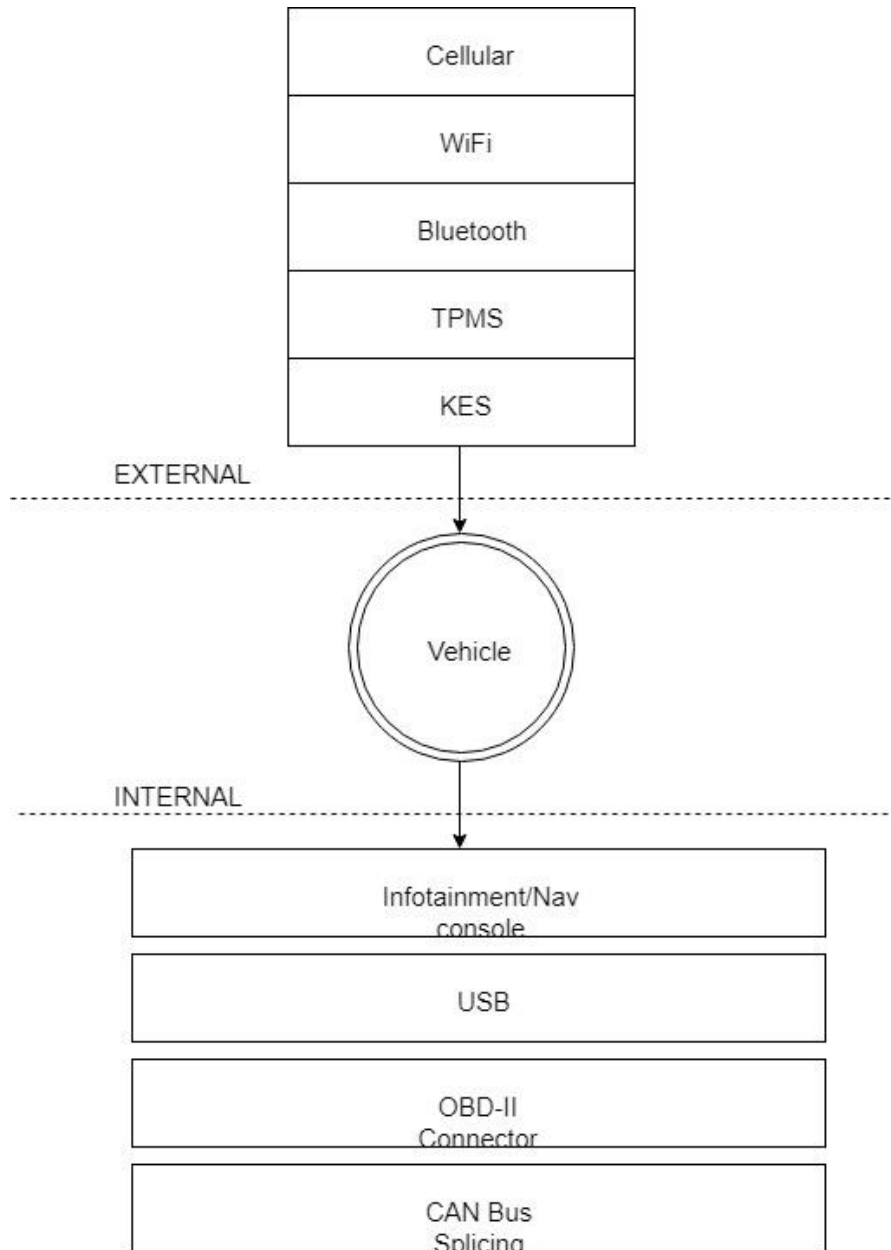 Cellular
WiFi
Bluetooth
TPMS
KES
EXTERNAL
Vehicle
INTERNAL
Infotainment/Nav
console
USB
OBD-II
Connector
CAN Bus
Splicing